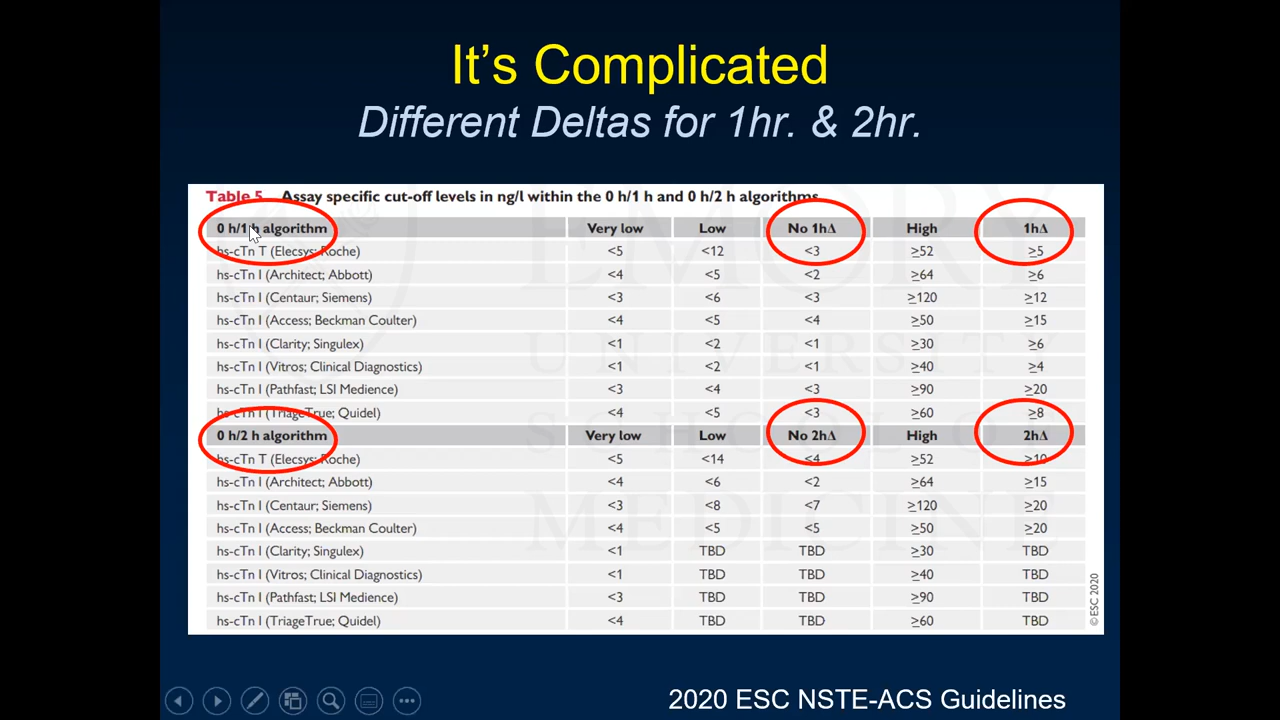 It's Complicated
Different Deltas for 1hr. & 2hr.
Table 5 Assay specific cut-off levels in ng/l within the 0 h/1 h and 0 h/2 h algorithms
0 h/1 h algorithm Very low Low No 1hΔ High 1hΔ
hs-cTn T (Elecsys; Roche) <5 <12 <3 ≥52 ≥5
hs-cTn I (Architect; Abbott) <4 <5 <2 ≥64 ≥6
hs-cTn I (Centaur; Siemens) <3 <6 <3 ≥120 ≥12
hs-cTn I (Access; Beckman Coulter) <4 <5 <4 ≥50 ≥15
hs-cTn I (Clarity; Singulex) <1 <2 <1 ≥30 ≥6
hs-cTn I (Vitros; Clinical Diagnostics) <1 <2 <1 ≥40 ≥4
hs-cTn I (Pathfast; LSI Medience) <3 <4 <3 ≥90 ≥20
hs-cTn I (TriageTrue; Quidel) <4 <5 <3 ≥60 ≥8
0 h/2 h algorithm Very low Low No 2hΔ High 2hΔ
hs-cTn T (Elecsys; Roche) <5 <14 <4 ≥52 ≥10
hs-cTn I (Architect; Abbott) <4 <6 <2 ≥64 ≥15
hs-cTn I (Centaur; Siemens) <3 <8 <7 ≥120 ≥20
hs-cTn I (Access; Beckman Coulter) <4 <5 <5 ≥50 ≥20
hs-cTn I (Clarity; Singulex) <1 TBD TBD ≥30 TBD
hs-cTn I (Vitros; Clinical Diagnostics) <1 TBD TBD ≥40 TBD
hs-cTn I (Pathfast; LSI Medience) <3 TBD TBD ≥90 TBD
hs-cTn I (TriageTrue; Quidel) <4 TBD TBD ≥60 TBD
© ESC 2020
EMORY
UNIVERSITY
SCHOOL OF
MEDICINE
2020 ESC NSTE-ACS Guidelines